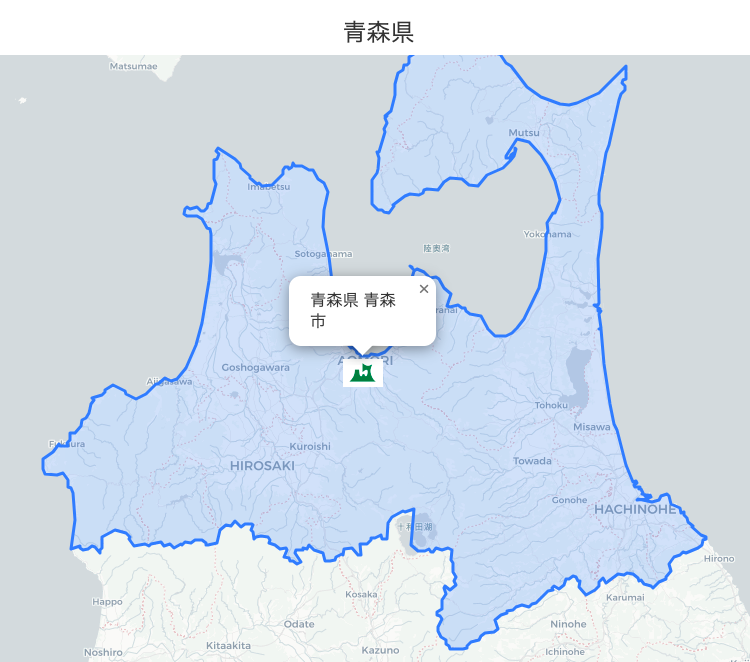 青森県
Matsumae
Mutsu
Imabetsu
Yokohama
陸奥湾
Sotogahama
青森県 青森
市
×
Goshogawara
Ajigasawa
Tohoku
Misawa
Kuroishi
HIROSAKI
Towada
Gonohe
HACHINOHE
十和田湖
Hirono
Happo
Kosaka
Karumai
Odate
Ninohe
Noshiro
Kitaakita
Kazuno
Ichinohe